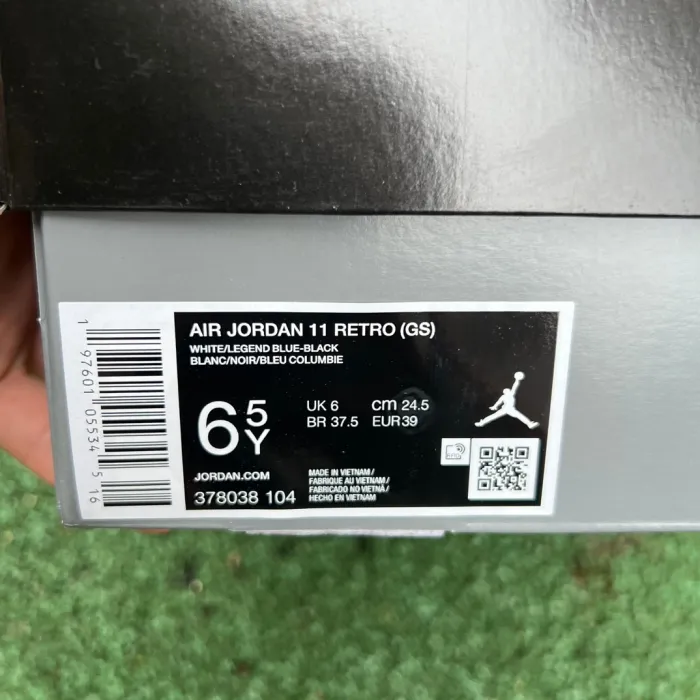 AIR JORDAN 11 RETRO (GS)
WHITE/LEGEND BLUE-BLACK
BLANC/NOIR/BLEU COLUMBIE
6 5Y
UK 6 cm 24.5
BR 37.5 EUR39
JORDAN.COM
378038 104
MADE IN VIETNAM/
FABRIQUE AU VIETNAM/
FABRICADO NO VETNÃ/
HECHO EN VIETNAM
1 97601 05534 5 16